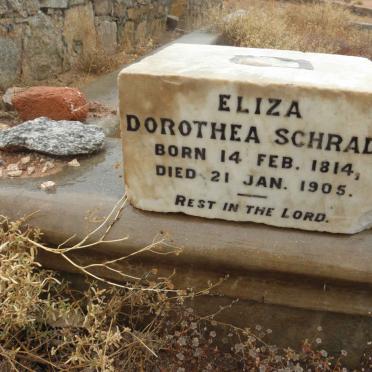 ELIZA
DOROTHEA SCHRAD
BORN 14 FEB. 1814,
DIED 21 JAN. 1905.
REST IN THE LORD.